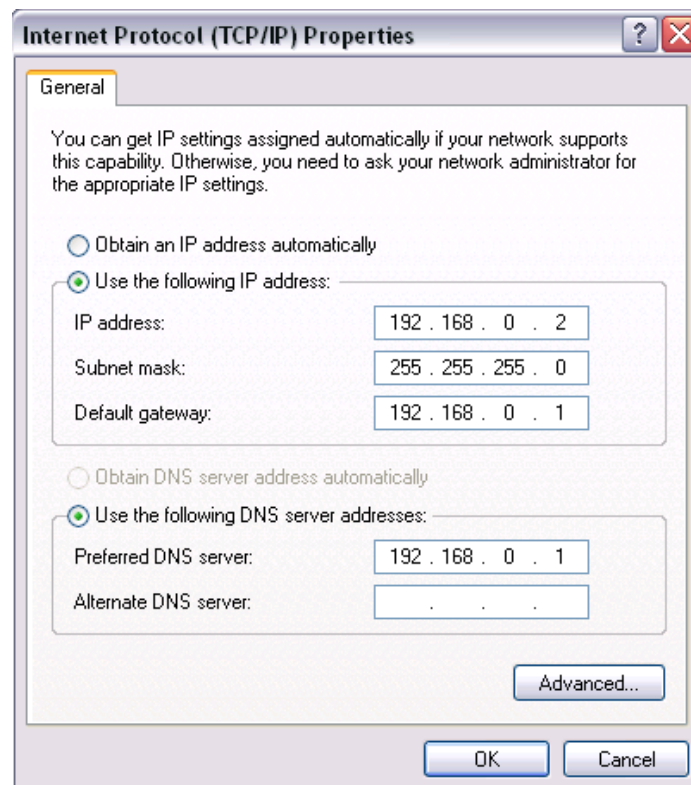 Internet Protocol (TCP/IP) Properties
General
You can get IP settings assigned automatically if your network supports
this capability. Otherwise, you need to ask your network administrator for
the appropriate IP settings.
Obtain an IP address automatically
Use the following IP address:
IP address: 192 . 168 . 0 . 2
Subnet mask: 255 . 255 . 255 . 0
Default gateway: 192 . 168 . 0 . 1
Obtain DNS server address automatically
Use the following DNS server addresses:
Preferred DNS server: 192 . 168 . 0 . 1
Alternate DNS server: . . .
Advanced...
OK Cancel